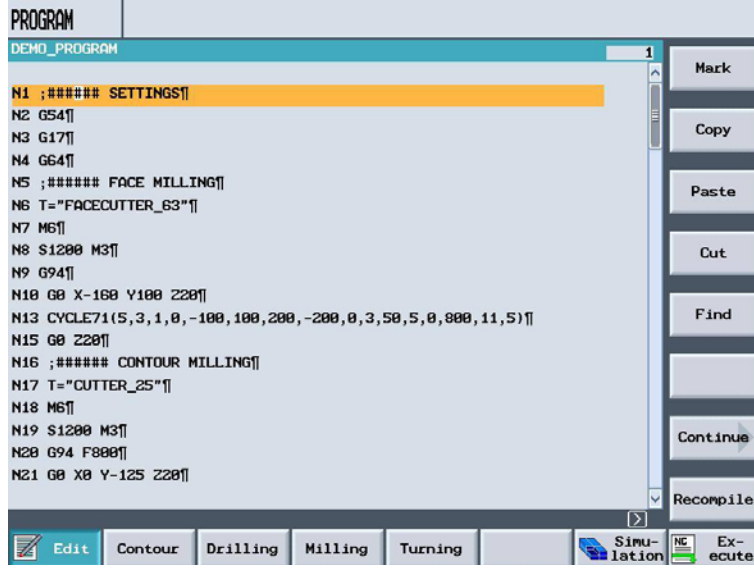 PROGRAM
DEMO_PROGRAM 1
N1 ;###### SETTINGS¶
N2 G54¶
N3 G17¶
N4 G64¶
N5 ;###### FACE MILLING¶
N6 T="FACECUTTER_63"¶
N7 M6¶
N8 S1200 M3¶
N9 G94¶
N10 G0 X-160 Y100 Z20¶
N13 CYCLE71(5,3,1,0,-100,100,200,-200,0,3,50,5,0,800,11,5)¶
N15 G0 Z20¶
N16 ;###### CONTOUR MILLING¶
N17 T="CUTTER_25"¶
N18 M6¶
N19 S1200 M3¶
N20 G94 F800¶
N21 G0 X0 Y-125 Z20¶
Mark
Copy
Paste
Cut
Find
Continue
Recompile
Edit
Contour
Drilling
Milling
Turning
Simu-
lation
NC
Ex-
ecute